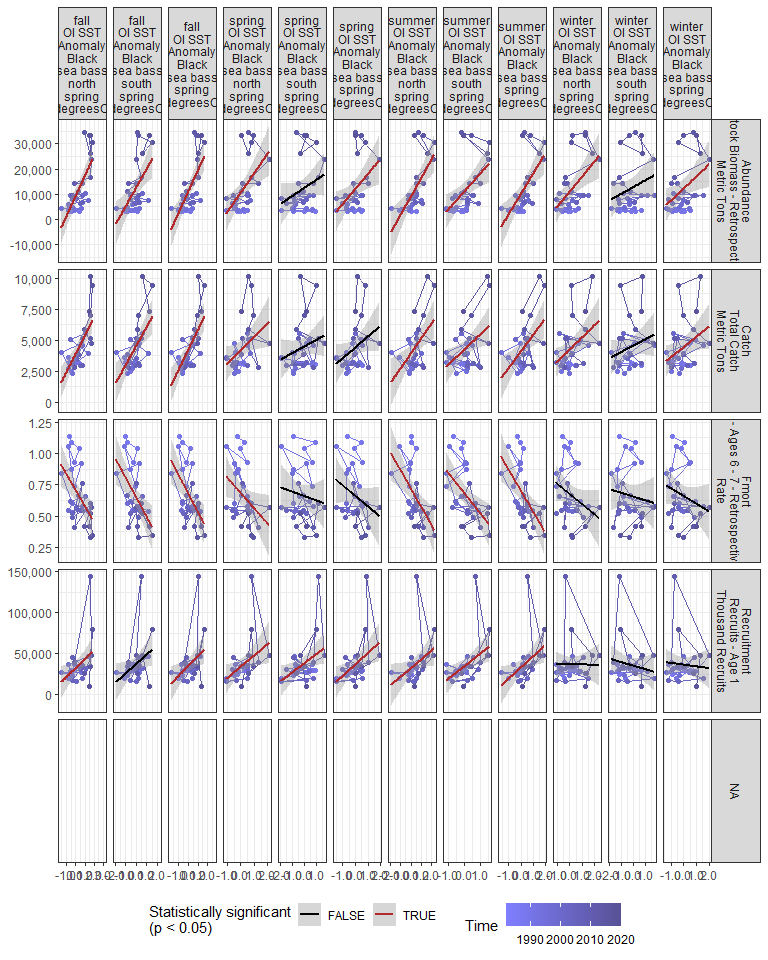 fall
OI SST
Anomaly
Black
sea bass
north
spring
degreesC
fall
OI SST
Anomaly
Black
sea bass
south
spring
degreesC
fall
OI SST
Anomaly
Black
sea bass
spring
degreesC
spring
OI SST
Anomaly
Black
sea bass
north
spring
degreesC
spring
OI SST
Anomaly
Black
sea bass
south
spring
degreesC
spring
OI SST
Anomaly
Black
sea bass
spring
degreesC
summer
OI SST
Anomaly
Black
sea bass
north
spring
degreesC
summer
OI SST
Anomaly
Black
sea bass
south
spring
degreesC
summer
OI SST
Anomaly
Black
sea bass
spring
degreesC
winter
OI SST
Anomaly
Black
sea bass
north
spring
degreesC
winter
OI SST
Anomaly
Black
sea bass
south
spring
degreesC
winter
OI SST
Anomaly
Black
sea bass
spring
degreesC
30,000
20,000
10,000
0
-10,000
Abundance
tock Biomass - Retrospect
Metric Tons
10,000
7,500
5,000
2,500
0
Catch
Total Catch
Metric Tons
1.25
1.00
0.75
0.50
0.25
Fmort
- Ages 6 - 7 - Retrospectiv
Rate
150,000
100,000
50,000
0
Recruitment
Recruits - Age 1
Thousand Recruits
NA
Statistically significant
(p < 0.05)
FALSE
TRUE
Time
1990 2000 2010 2020